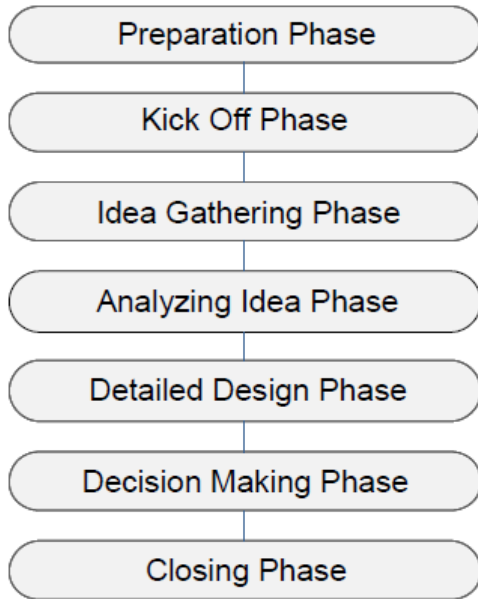 Preparation Phase
Kick Off Phase
Idea Gathering Phase
Analyzing Idea Phase
Detailed Design Phase
Decision Making Phase
Closing Phase